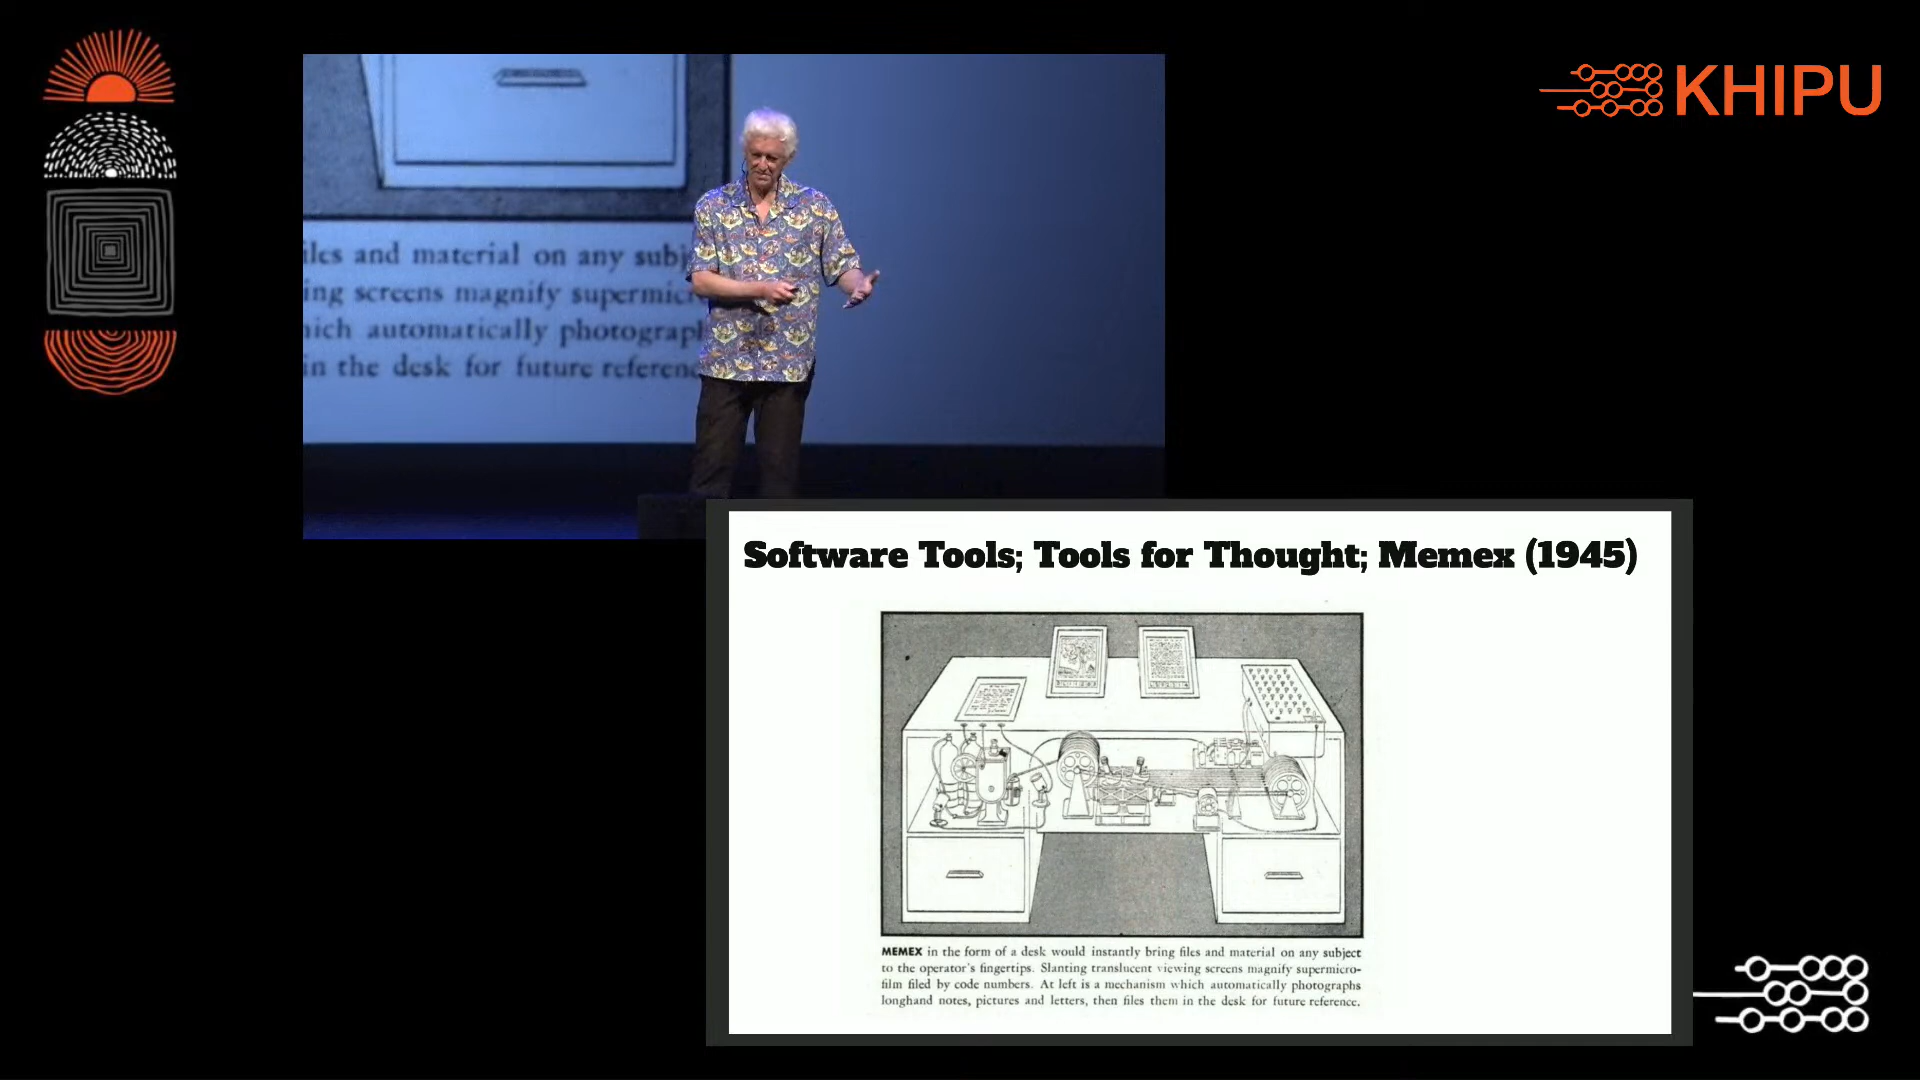 KHIPU
iles and material on any subj
ing screens magnify supermicr
hich automatically photograph
in the desk for future referenc
Software Tools; Tools for Thought; Memex (1945)
MEMEX in the form of a desk would instantly bring files and material on any subject
to the operator's fingertips. Slanting translucent viewing screens magnify supermicro-
film filed by code numbers. At left is a mechanism which automatically photographs
longhand notes, pictures and letters, then files them in the desk for future reference.